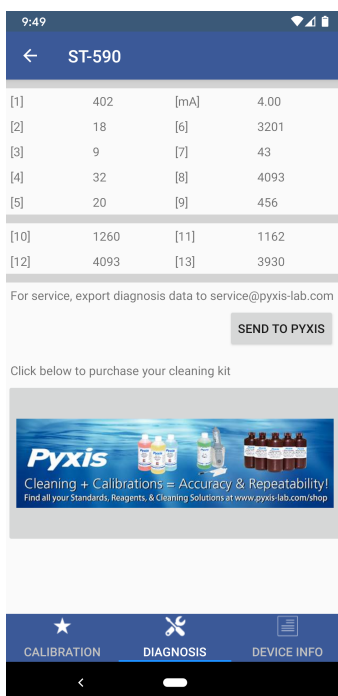 9:49
ST-590
[1] 402 [mA] 4.00
[2] 18 [6] 3201
[3] 9 [7] 43
[4] 32 [8] 4093
[5] 20 [9] 456
[10] 1260 [11] 1162
[12] 4093 [13] 3930
For service, export diagnosis data to service@pyxis-lab.com
SEND TO PYXIS
Click below to purchase your cleaning kit
Pyxis
Cleaning + Calibrations = Accuracy & Repeatability!
Find all your Standards, Reagents, & Cleaning Solutions at www.pyxis-lab.com/shop
CALIBRATION DIAGNOSIS DEVICE INFO